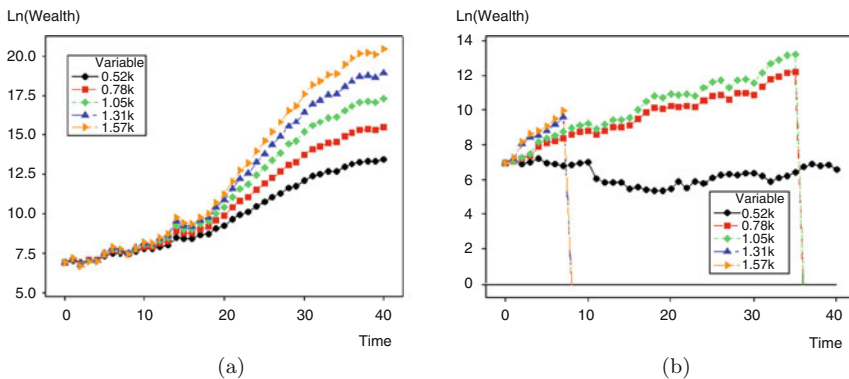 Ln(Wealth)
20.0
17.5
15.0
12.5
10.0
7.5
5.0
0 10 20 30 40
Time
Variable
0.52k
0.78k
1.05k
1.31k
1.57k
(a)
Ln(Wealth)
14
12
10
8
6
4
2
0
0 10 20 30 40
Time
Variable
0.52k
0.78k
1.05k
1.31k
1.57k
(b)